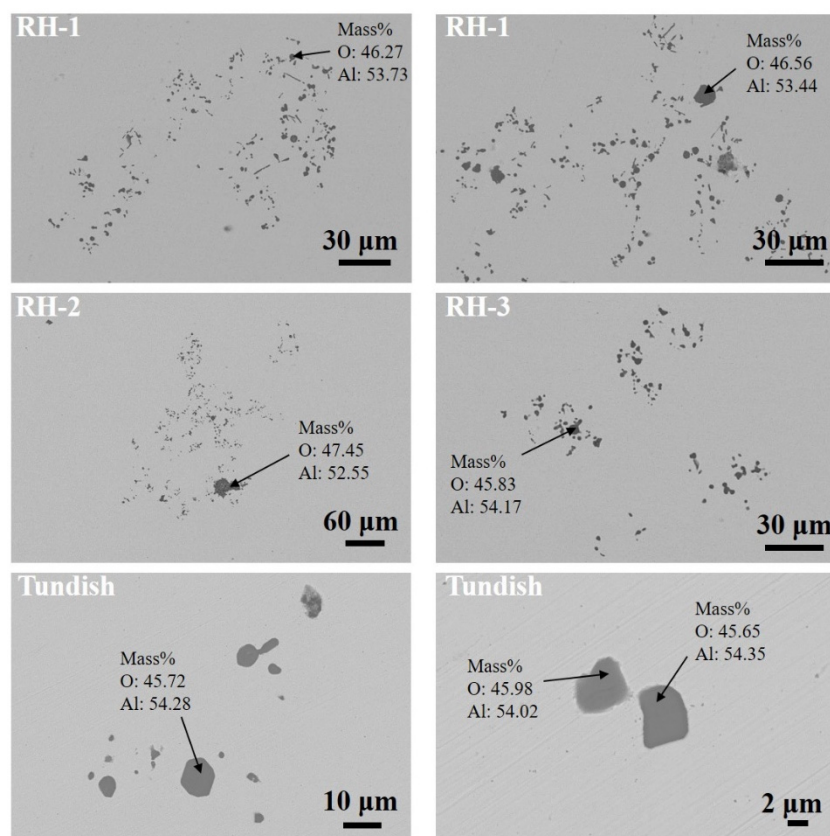 RH-1
Mass%
O: 46.27
Al: 53.73
30 µm
RH-1
Mass%
O: 46.56
Al: 53.44
30 µm
RH-2
Mass%
O: 47.45
Al: 52.55
60 µm
RH-3
Mass%
O: 45.83
Al: 54.17
30 µm
Tundish
Mass%
O: 45.72
Al: 54.28
10 µm
Tundish
Mass%
O: 45.65
Al: 54.35
Mass%
O: 45.98
Al: 54.02
2 µm